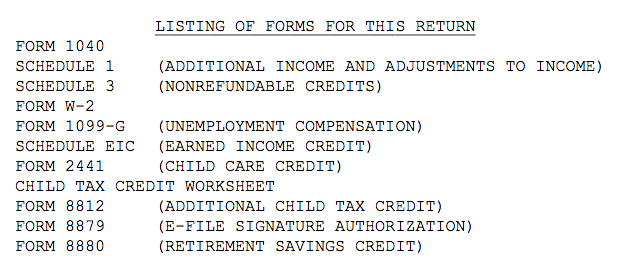 LISTING OF FORMS FOR THIS RETURN
FORM 1040
SCHEDULE 1 (ADDITIONAL INCOME AND ADJUSTMENTS TO INCOME)
SCHEDULE 3 (NONREFUNDABLE CREDITS)
FORM W-2
FORM 1099-G (UNEMPLOYMENT COMPENSATION)
SCHEDULE EIC (EARNED INCOME CREDIT)
FORM 2441 (CHILD CARE CREDIT)
CHILD TAX CREDIT WORKSHEET
FORM 8812 (ADDITIONAL CHILD TAX CREDIT)
FORM 8879 (E-FILE SIGNATURE AUTHORIZATION)
FORM 8880 (RETIREMENT SAVINGS CREDIT)